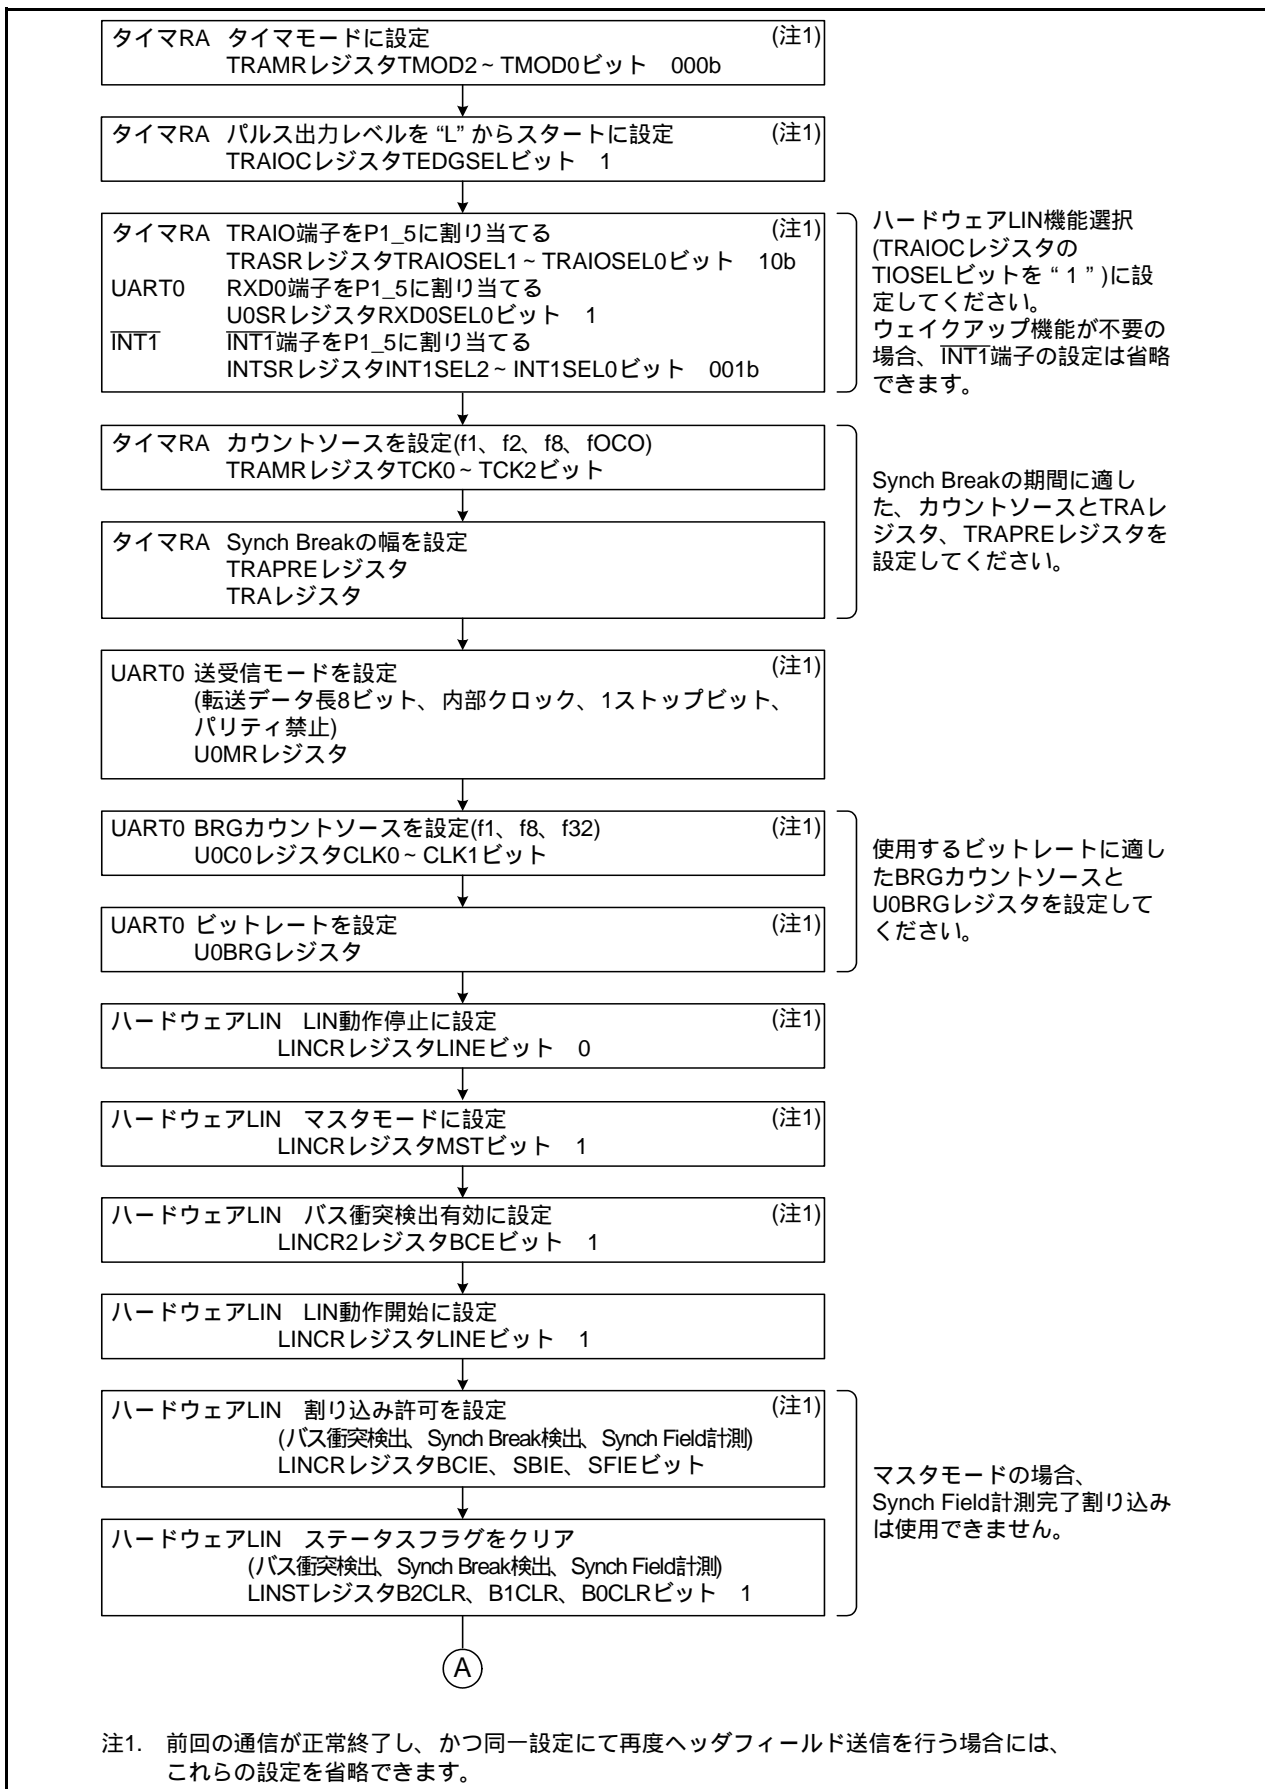 タイマRA タイマモードに設定 (注1)
TRAMRレジスタTMOD2~TMOD0ビット 000b
タイマRA パルス出力レベルを “L” からスタートに設定 (注1)
TRAIOCレジスタTEDGSELビット 1
タイマRA TRAIO端子をP1_5に割り当てる (注1)
TRASRレジスタTRAIOSEL1~TRAIOSEL0ビット 10b
UART0 RXD0端子をP1_5に割り当てる
U0SRレジスタRXD0SEL0ビット 1
INT1 INT1端子をP1_5に割り当てる
INTSRレジスタINT1SEL2~INT1SEL0ビット 001b
ハードウェアLIN機能選択
(TRAIOCレジスタの
TIOSELビットを “ 1 ” )に設
定してください。
ウェイクアップ機能が不要の
場合、INT1端子の設定は省略
できます。
タイマRA カウントソースを設定(f1、f2、f8、fOCO)
TRAMRレジスタTCK0~TCK2ビット
タイマRA Synch Breakの幅を設定
TRAPREレジスタ
TRAレジスタ
Synch Breakの期間に適し
た、カウントソースとTRAレ
ジスタ、TRAPREレジスタを
設定してください。
UART0 送受信モードを設定 (注1)
(転送データ長8ビット、内部クロック、1ストップビット、
パリティ禁止)
U0MRレジスタ
UART0 BRGカウントソースを設定(f1、f8、f32) (注1)
U0C0レジスタCLK0~CLK1ビット
UART0 ビットレートを設定 (注1)
U0BRGレジスタ
使用するビットレートに適し
たBRGカウントソースと
U0BRGレジスタを設定して
ください。
ハードウェアLIN LIN動作停止に設定 (注1)
LINCRレジスタLINEビット 0
ハードウェアLIN マスタモードに設定 (注1)
LINCRレジスタMSTビット 1
ハードウェアLIN バス衝突検出有効に設定 (注1)
LINCR2レジスタBCEビット 1
ハードウェアLIN LIN動作開始に設定
LINCRレジスタLINEビット 1
ハードウェアLIN 割り込み許可を設定 (注1)
(バス衝突検出、Synch Break検出、Synch Field計測)
LINCRレジスタBCIE、SBIE、SFIEビット
ハードウェアLIN ステータスフラグをクリア
(バス衝突検出、Synch Break検出、Synch Field計測)
LINSTレジスタB2CLR、B1CLR、B0CLRビット 1
マスタモードの場合、
Synch Field計測完了割り込み
は使用できません。
A
注1. 前回の通信が正常終了し、かつ同一設定にて再度ヘッダフィールド送信を行う場合には、
これらの設定を省略できます。